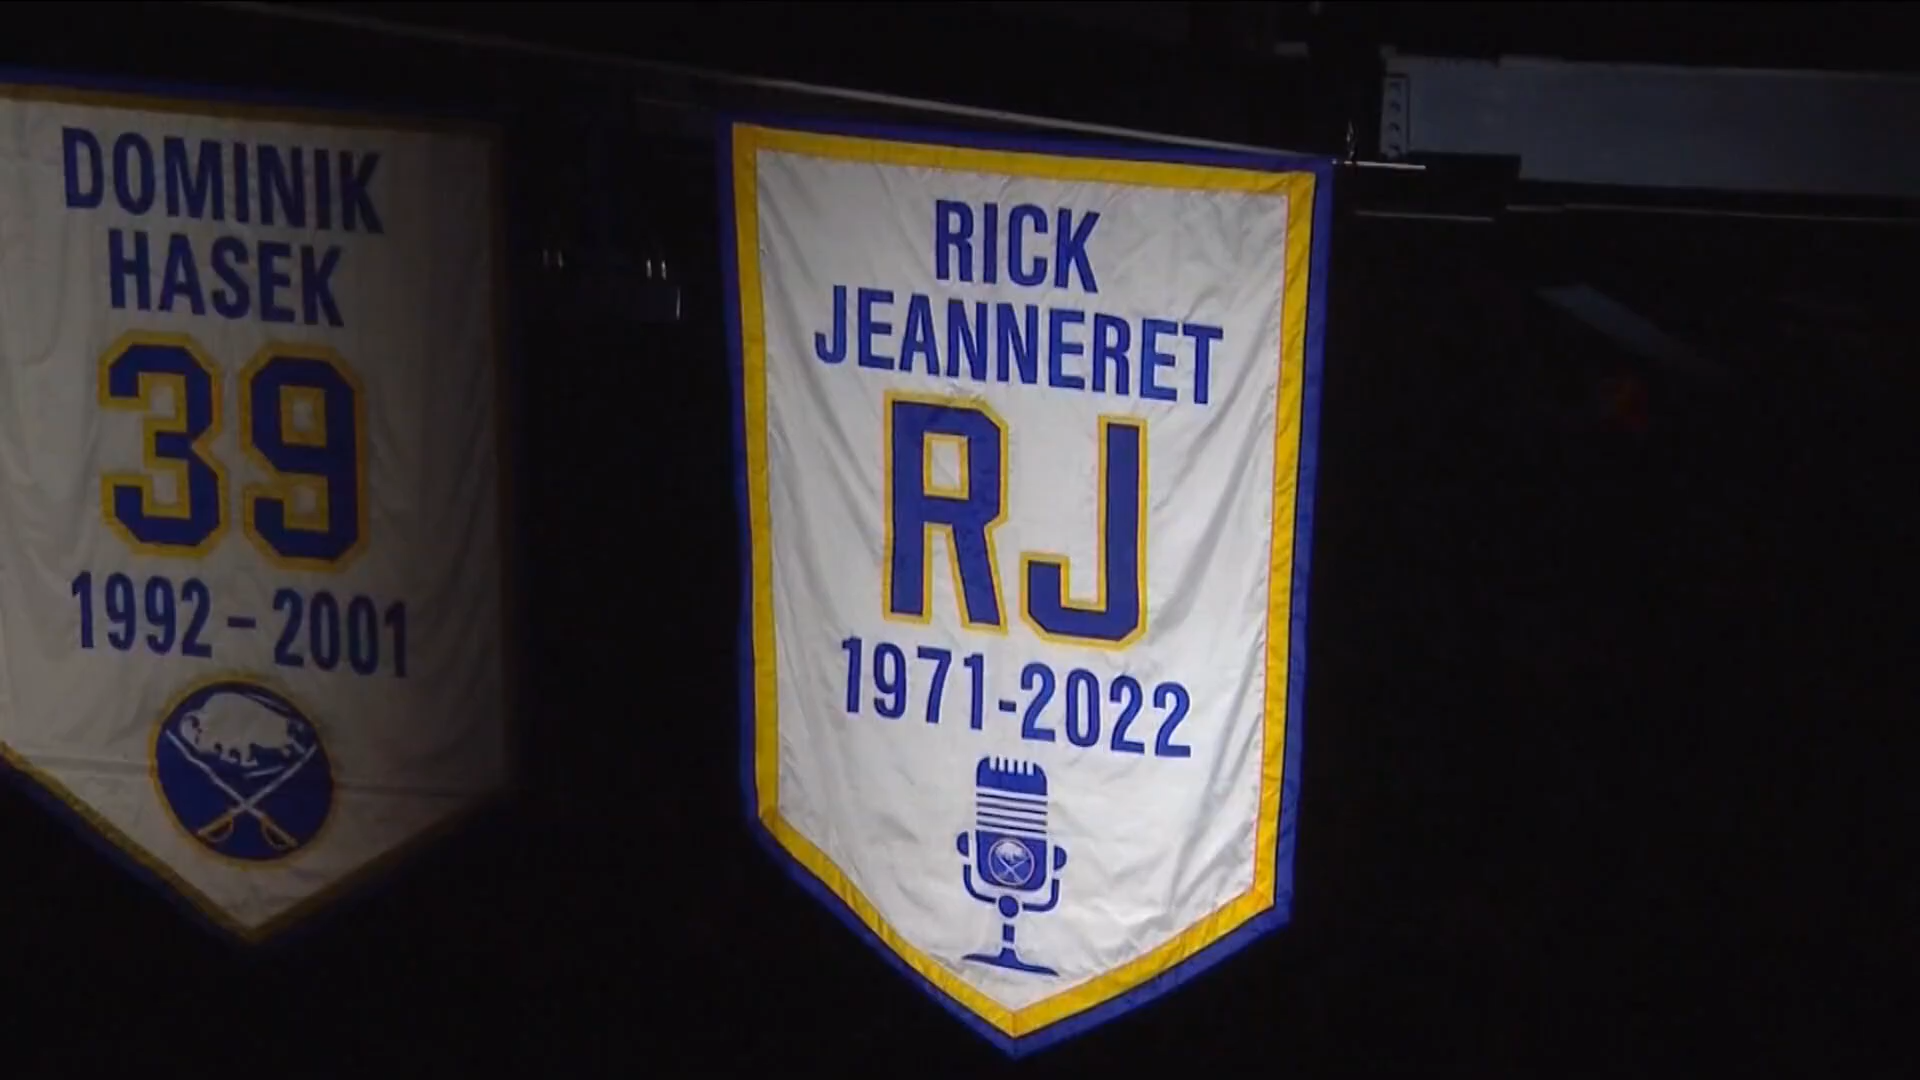 DOMINIK
HASEK
39
1992 - 2001
RICK
JEANNERET
RJ
1971-2022